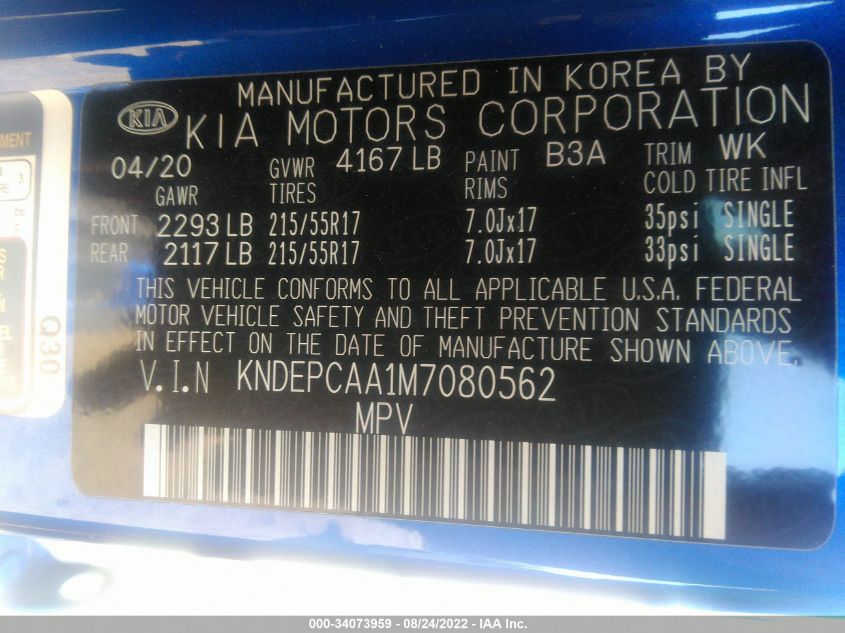 MANUFACTURED IN KOREA BY
KIA KIA MOTORS CORPORATION
04/20 GVWR 4167 LB PAINT B3A TRIM WK
GAWR TIRES RIMS COLD TIRE INFL
FRONT 2293 LB 215/55R17 7.0Jx17 35psi SINGLE
REAR 2117 LB 215/55R17 7.0Jx17 33psi SINGLE
THIS VEHICLE CONFORMS TO ALL APPLICABLE U.S.A. FEDERAL
MOTOR VEHICLE SAFETY AND THEFT PREVENTION STANDARDS
IN EFFECT ON THE DATE OF MANUFACTURE SHOWN ABOVE.
V.I.N KNDEPCAA1M7080562
MPV
Q30
000-34073959 - 08/24/2022 - IAA Inc.